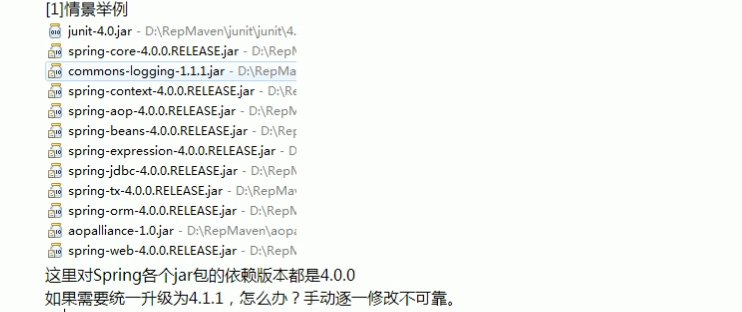 [1]情景举例
junit-4.0.jar - D:\RepMaven\junit\junit\4.
spring-core-4.0.0.RELEASE.jar - D:\RepM
commons-logging-1.1.1.jar - D:\RepMa
spring-context-4.0.0.RELEASE.jar - D:\Re
spring-aop-4.0.0.RELEASE.jar - D:\RepM
spring-beans-4.0.0.RELEASE.jar - D:\Rep
spring-expression-4.0.0.RELEASE.jar - D
spring-jdbc-4.0.0.RELEASE.jar - D:\RepM
spring-tx-4.0.0.RELEASE.jar - D:\RepMav
spring-orm-4.0.0.RELEASE.jar - D:\RepM
aopalliance-1.0.jar - D:\RepMaven\aopa
spring-web-4.0.0.RELEASE.jar - D:\RepM
这里对Spring各个jar包的依赖版本都是4.0.0
如果需要统一升级为4.1.1，怎么办？手动逐一修改不可靠。